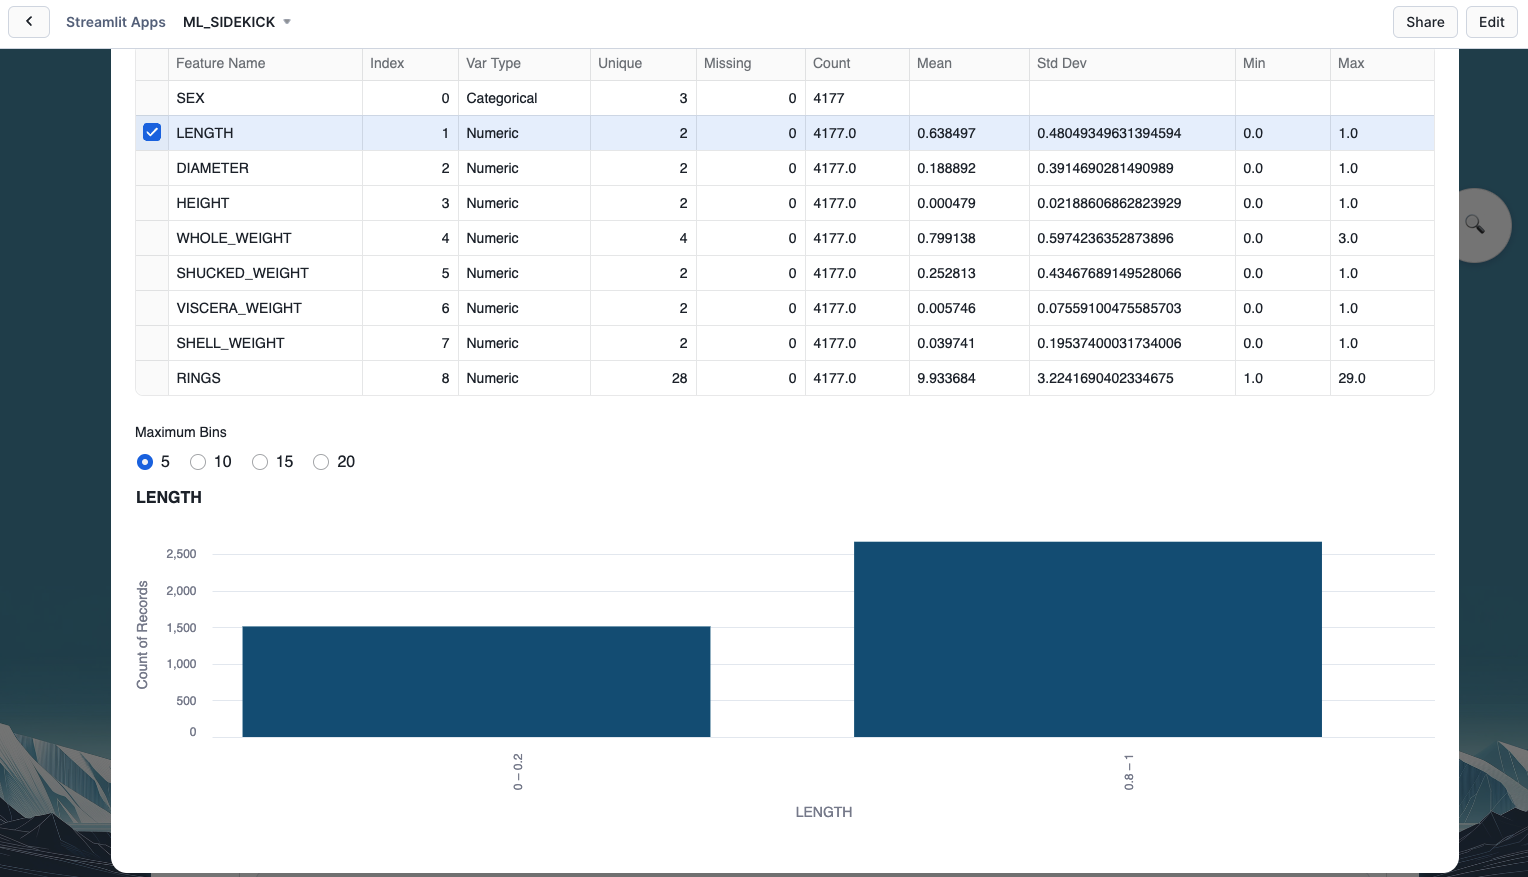 Streamlit Apps ML_SIDEKICK Share Edit
Feature Name Index Var Type Unique Missing Count Mean Std Dev Min Max
SEX 0 Categorical 3 0 4177
LENGTH 1 Numeric 2 0 4177.0 0.638497 0.48049349631394594 0.0 1.0
DIAMETER 2 Numeric 2 0 4177.0 0.188892 0.3914690281490989 0.0 1.0
HEIGHT 3 Numeric 2 0 4177.0 0.000479 0.02188606862823929 0.0 1.0
WHOLE_WEIGHT 4 Numeric 4 0 4177.0 0.799138 0.5974236352873896 0.0 3.0
SHUCKED_WEIGHT 5 Numeric 2 0 4177.0 0.252813 0.43467689149528066 0.0 1.0
VISCERA_WEIGHT 6 Numeric 2 0 4177.0 0.005746 0.07559100475585703 0.0 1.0
SHELL_WEIGHT 7 Numeric 2 0 4177.0 0.039741 0.19537400031734006 0.0 1.0
RINGS 8 Numeric 28 0 4177.0 9.933684 3.2241690402334675 1.0 29.0
Maximum Bins
5 10 15 20
LENGTH
Count of Records
2,500
2,000
1,500
1,000
500
0
0 – 0.2 0.8 – 1
LENGTH